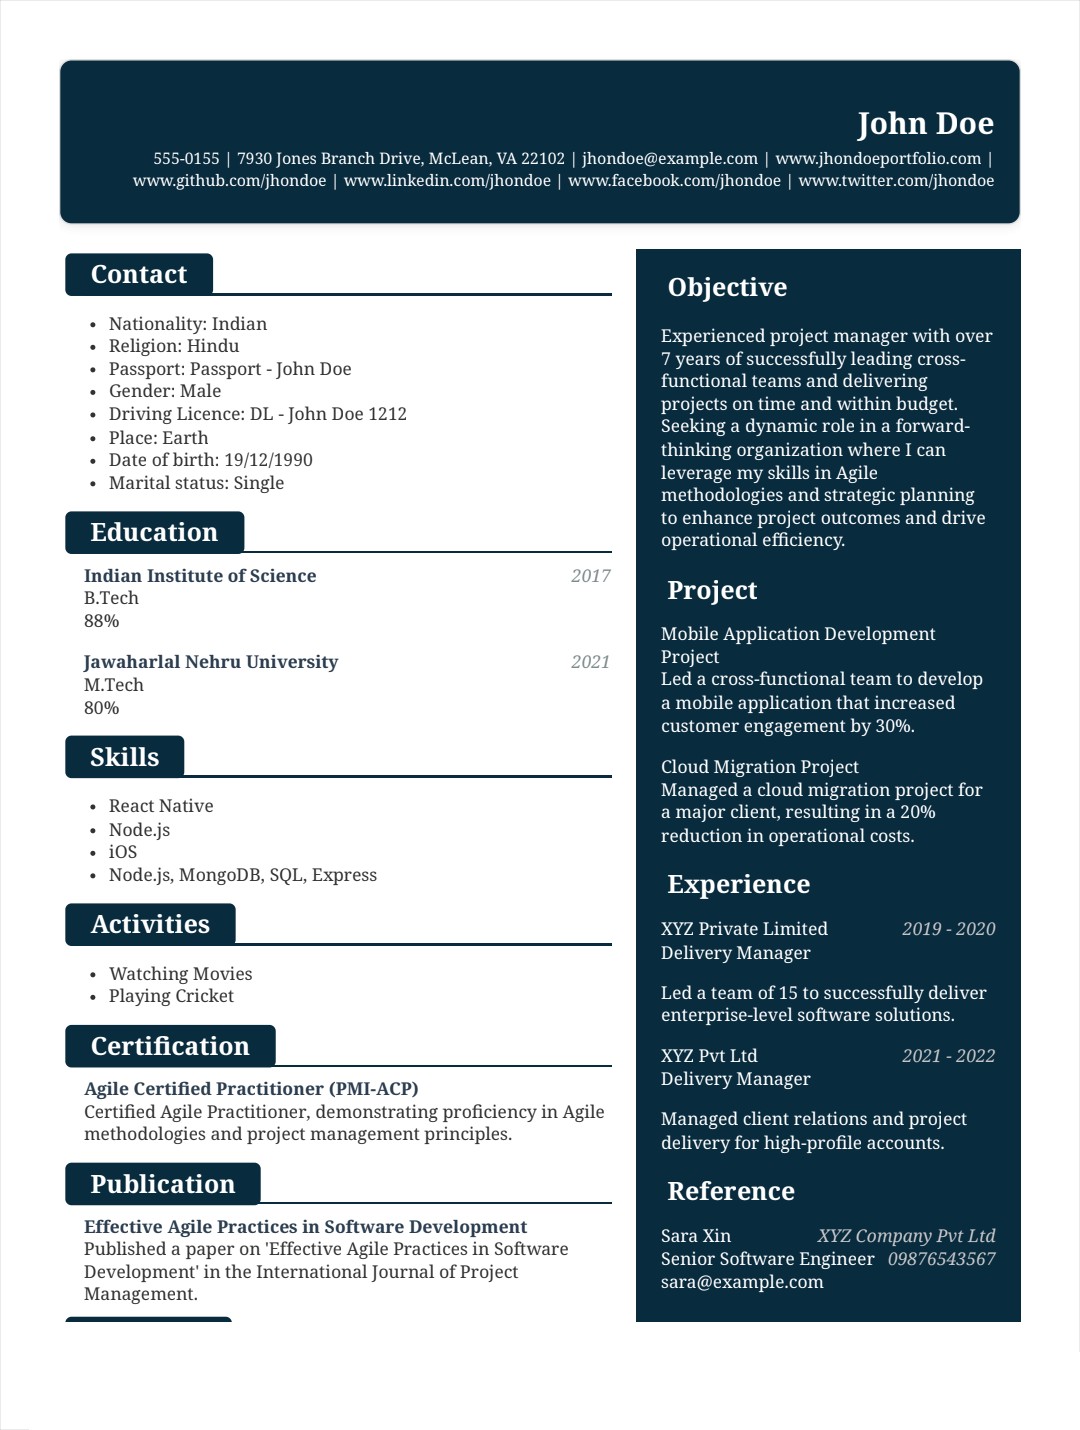 John Doe
555-0155 | 7930 Jones Branch Drive, McLean, VA 22102 | jhondoe@example.com | www.jhondoeportfolio.com |
www.github.com/jhondoe | www.linkedin.com/jhondoe | www.facebook.com/jhondoe | www.twitter.com/jhondoe
Contact
• Nationality: Indian
• Religion: Hindu
• Passport: Passport - John Doe
• Gender: Male
• Driving Licence: DL - John Doe 1212
• Place: Earth
• Date of birth: 19/12/1990
• Marital status: Single
Education
Indian Institute of Science 2017
B.Tech
88%
Jawaharlal Nehru University 2021
M.Tech
80%
Skills
• React Native
• Node.js
• iOS
• Node.js, MongoDB, SQL, Express
Activities
• Watching Movies
• Playing Cricket
Certification
Agile Certified Practitioner (PMI-ACP)
Certified Agile Practitioner, demonstrating proficiency in Agile
methodologies and project management principles.
Publication
Effective Agile Practices in Software Development
Published a paper on 'Effective Agile Practices in Software
Development' in the International Journal of Project
Management.
Objective
Experienced project manager with over
7 years of successfully leading cross-
functional teams and delivering
projects on time and within budget.
Seeking a dynamic role in a forward-
thinking organization where I can
leverage my skills in Agile
methodologies and strategic planning
to enhance project outcomes and drive
operational efficiency.
Project
Mobile Application Development
Project
Led a cross-functional team to develop
a mobile application that increased
customer engagement by 30%.
Cloud Migration Project
Managed a cloud migration project for
a major client, resulting in a 20%
reduction in operational costs.
Experience
XYZ Private Limited 2019 - 2020
Delivery Manager
Led a team of 15 to successfully deliver
enterprise-level software solutions.
XYZ Pvt Ltd 2021 - 2022
Delivery Manager
Managed client relations and project
delivery for high-profile accounts.
Reference
Sara Xin XYZ Company Pvt Ltd
Senior Software Engineer 09876543567
sara@example.com